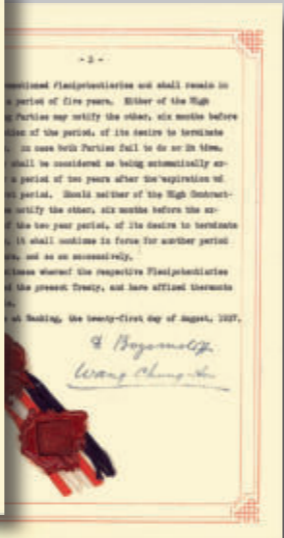 - 2 -
mentioned Plenipotentiaries and shall remain in
a period of five years. Either of the High
Parties may notify the other, six months before
of the period, of its desire to terminate
In case both Parties fail to do so in time,
shall be considered as being automatically ex-
a period of two years after the expiration of
period. Should neither of the High Contract-
notify the other, six months before the ex-
of the two year period, of its desire to terminate
, it shall continue in force for another period
and so on successively.
whereof the respective Plenipotentiaries
the present Treaty, and have affixed thereunto
at Nanking, the twenty-first day of August, 1937.
D Bogomoloff
Wang Chung-Hui